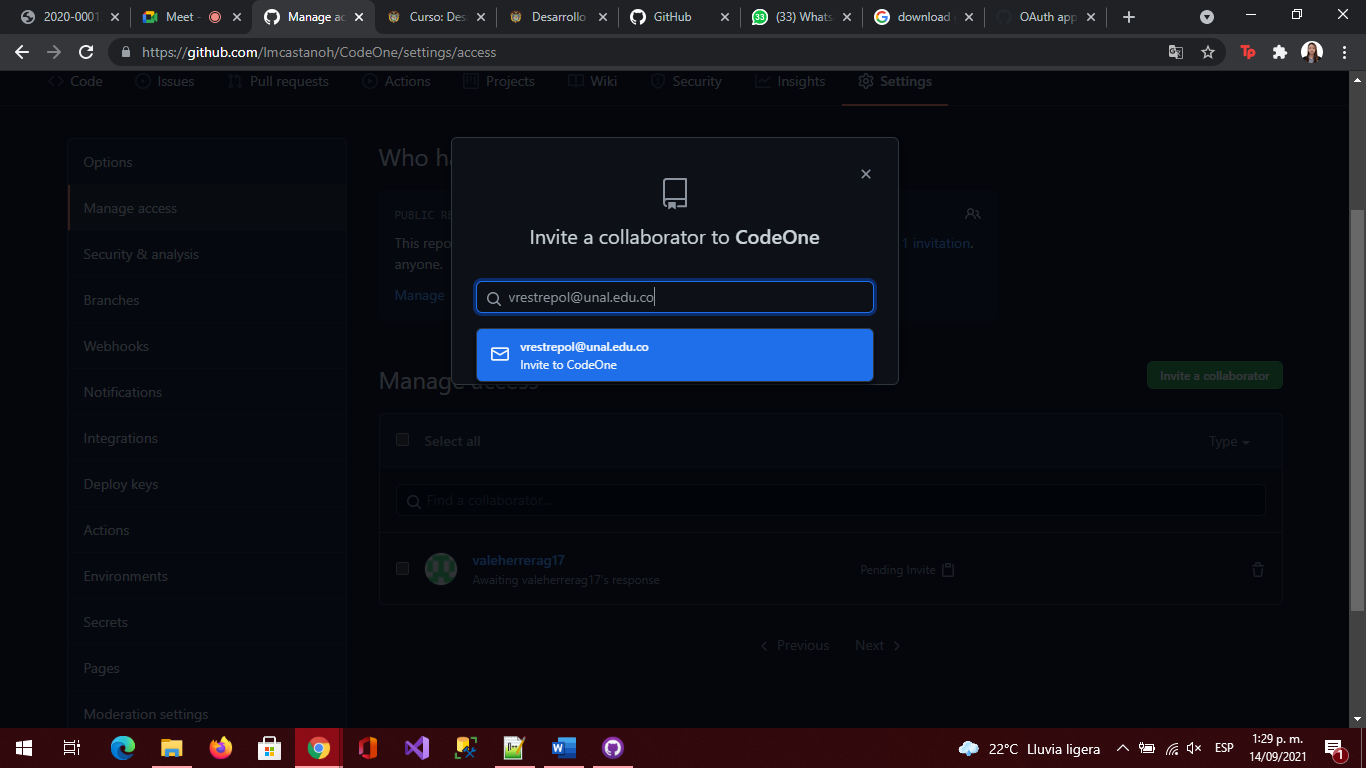 2020-0001
Meet -
Manage ac
Curso: Des
Desarrollo
GitHub
33
(33) Whats
download
OAuth app
https://github.com/lmcastanoh/CodeOne/settings/access
Tp
Code
Issues
Pull requests
Actions
Projects
Wiki
Security
Insights
Settings
Options
Manage access
Security & analysis
Branches
Webhooks
Notifications
Integrations
Deploy keys
Actions
Environments
Secrets
Pages
Moderation settings
Who ha
PUBLIC RE
This repo
anyone.
Manage
1 invitation.
Invite a collaborator to CodeOne
vrestrepol@unal.edu.co
vrestrepol@unal.edu.co
Invite to CodeOne
Manage access
Invite a collaborator
Select all
Type
Find a collaborator...
valeherrerag17
Awaiting valeherrerag17's response
Pending Invite
Previous
Next
22°C Lluvia ligera
ESP
1:29 p. m.
14/09/2021
1